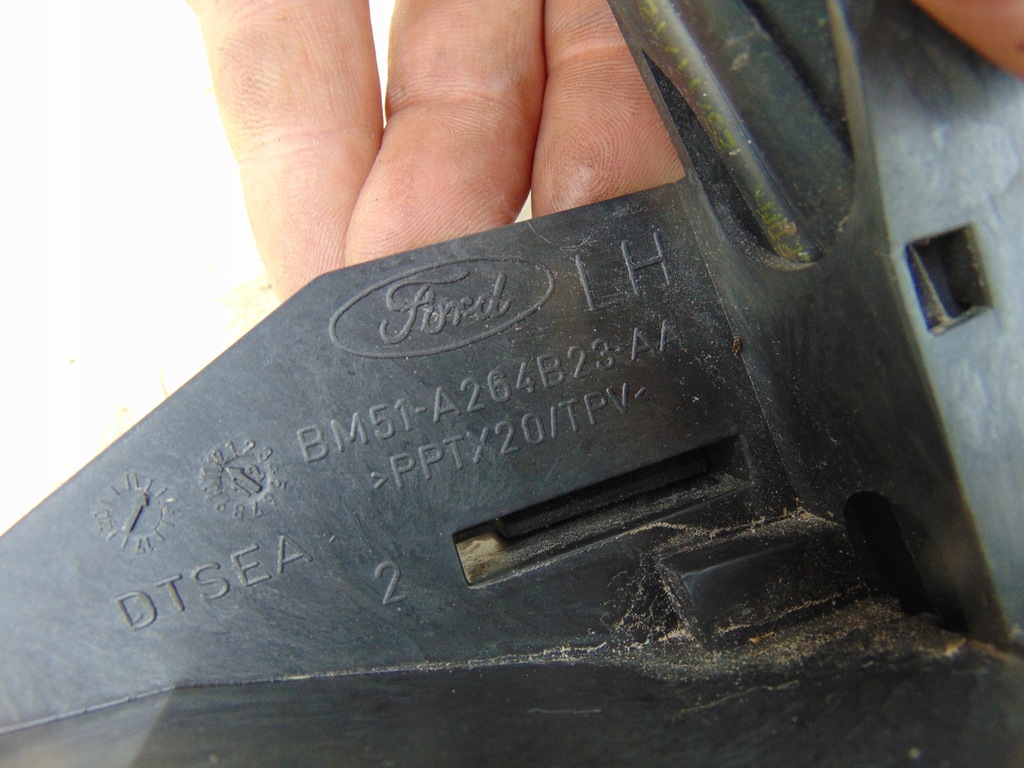 Ford LH
BM51-A264B23-AA
>PPTX20/TPV<
DTSEA 2